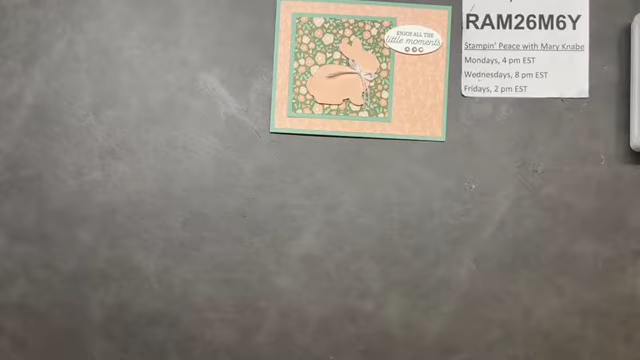 ENJOY ALL THE
little moments
RAM26M6Y
Stampin' Peace with Mary Knabe
Mondays, 4 pm EST
Wednesdays, 8 pm EST
Fridays, 2 pm EST